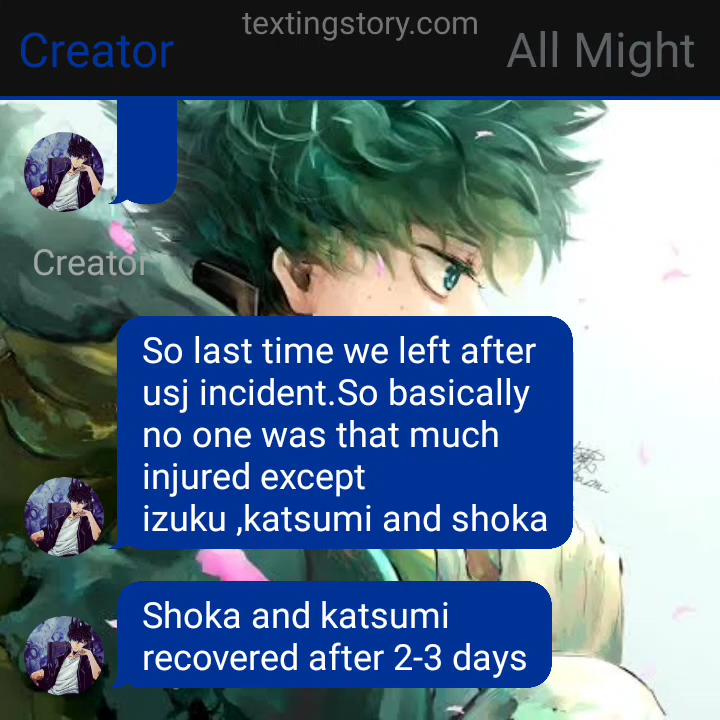 textingstory.com
Creator
All Might
Creator
So last time we left after
usj incident.So basically
no one was that much
injured except
izuku ,katsumi and shoka
Shoka and katsumi
recovered after 2-3 days